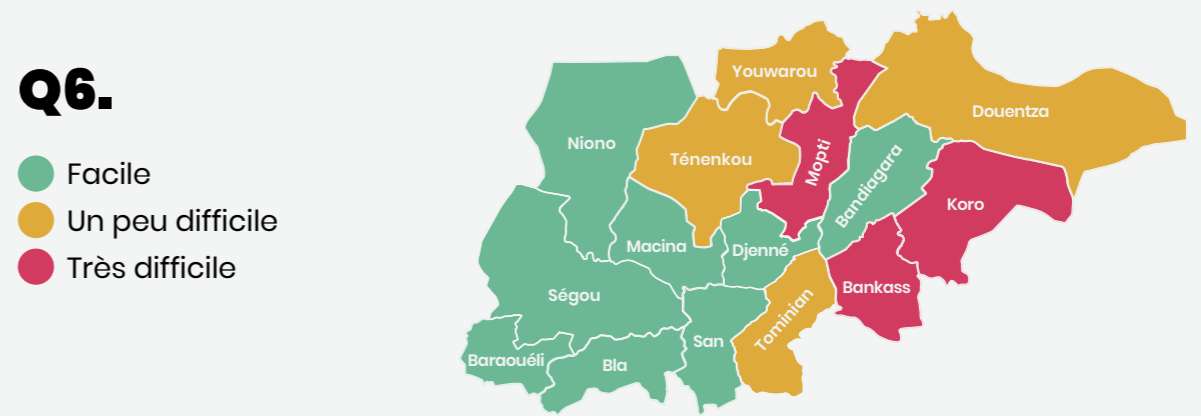 Q6.
Facile
Un peu difficile
Très difficile
Youwarou
Douentza
Niono
Ténenkou
Mopti
Bandiagara
Koro
Macina
Djenné
Bankass
Ségou
Tominian
San
Baraouéli
Bla